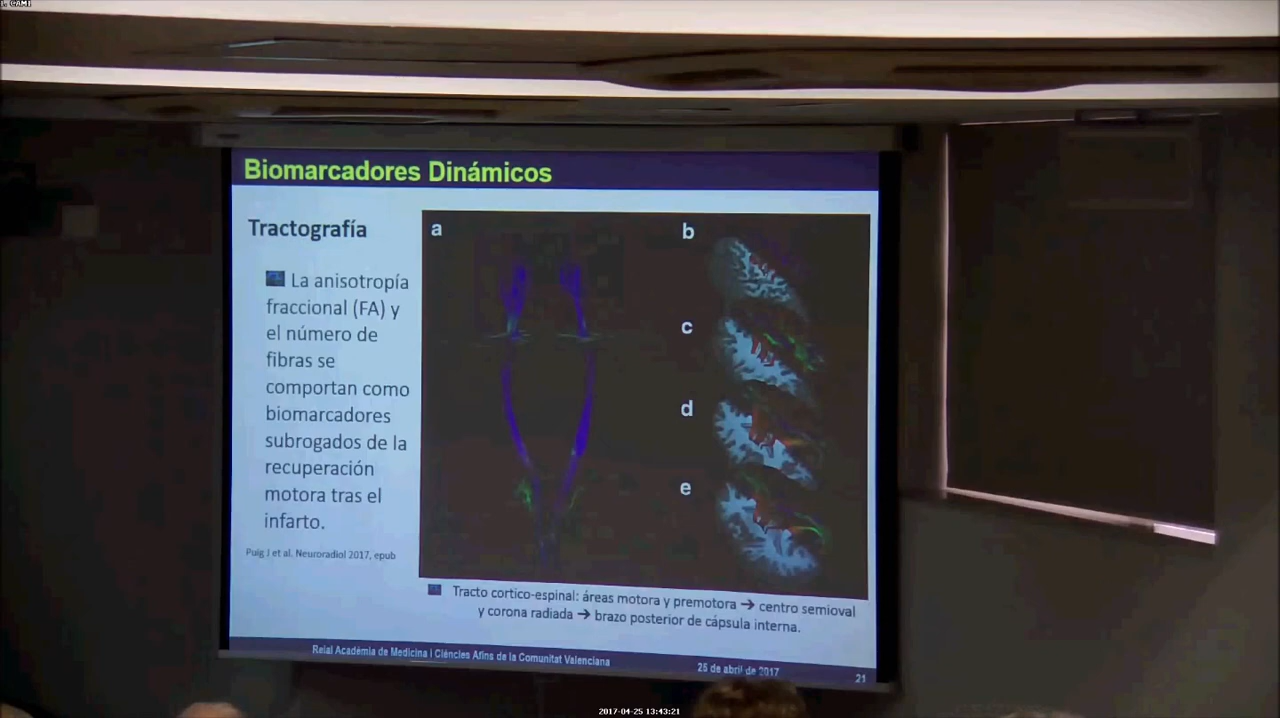 1. CAM1
Biomarcadores Dinámicos
Tractografía
La anisotropía
fraccional (FA) y
el número de
fibras se
comportan como
biomarcadores
subrogados de la
recuperación
motora tras el
infarto.
Puig J et al. Neuroradiol 2017, epub
a
b
c
d
e
Tracto cortico-espinal: áreas motora y premotora → centro semioval
y corona radiada → brazo posterior de cápsula interna.
Reial Acadèmia de Medicina i Ciències Afins de la Comunitat Valenciana
25 de abril de 2017
21
2017-04-25 13:43:21